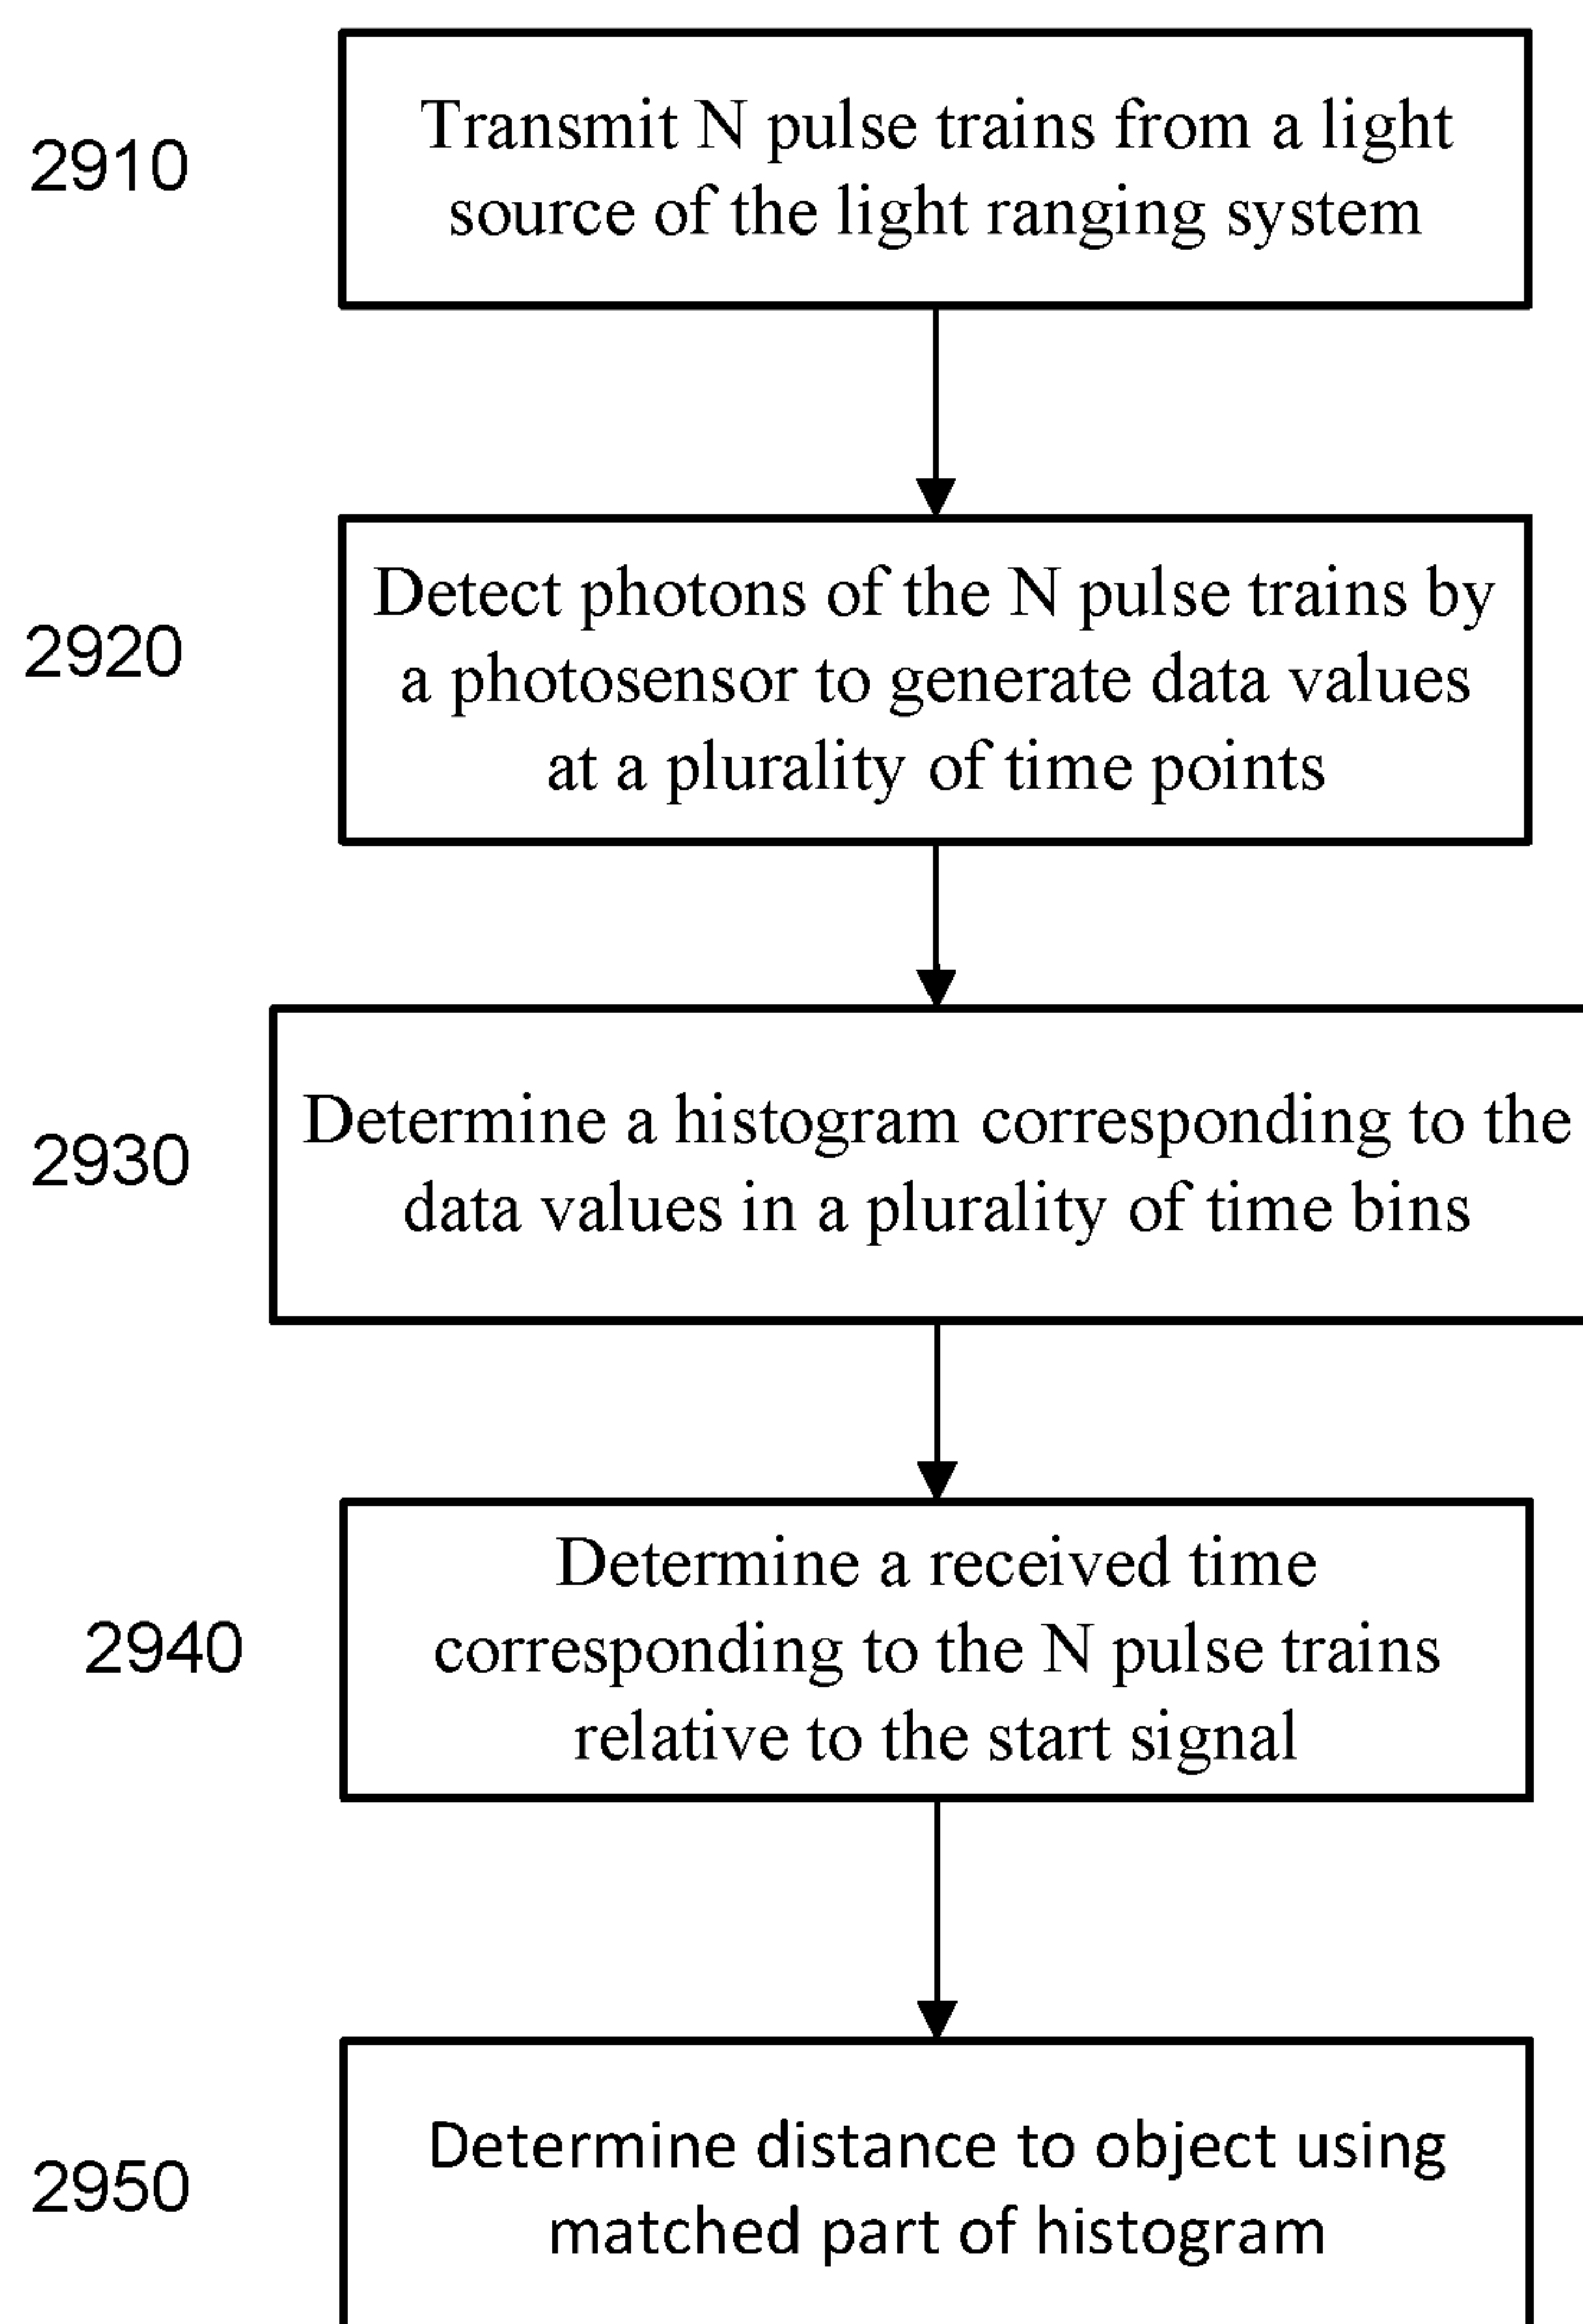 2910
Transmit N pulse trains from a light
source of the light ranging system
2920
Detect photons of the N pulse trains by
a photosensor to generate data values
at a plurality of time points
2930
Determine a histogram corresponding to the
data values in a plurality of time bins
2940
Determine a received time
corresponding to the N pulse trains
relative to the start signal
2950
Determine distance to object using
matched part of histogram